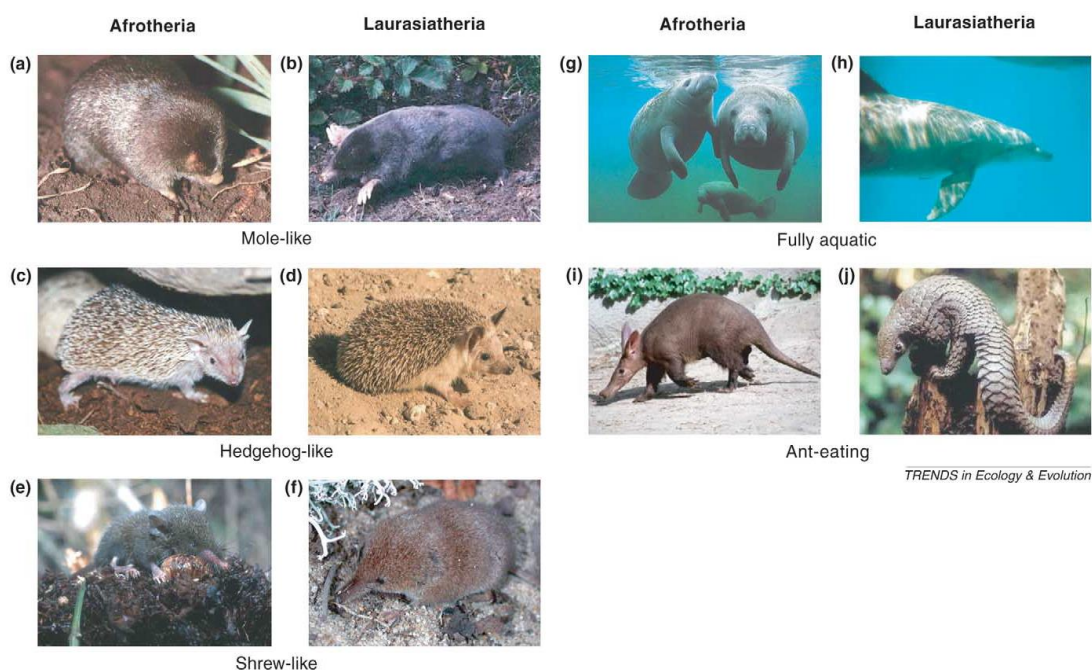 Afrotheria
Laurasiatheria
(a)
(b)
Mole-like
(c)
(d)
Hedgehog-like
(e)
(f)
Shrew-like
Afrotheria
Laurasiatheria
(g)
(h)
Fully aquatic
(i)
(j)
Ant-eating
TRENDS in Ecology & Evolution